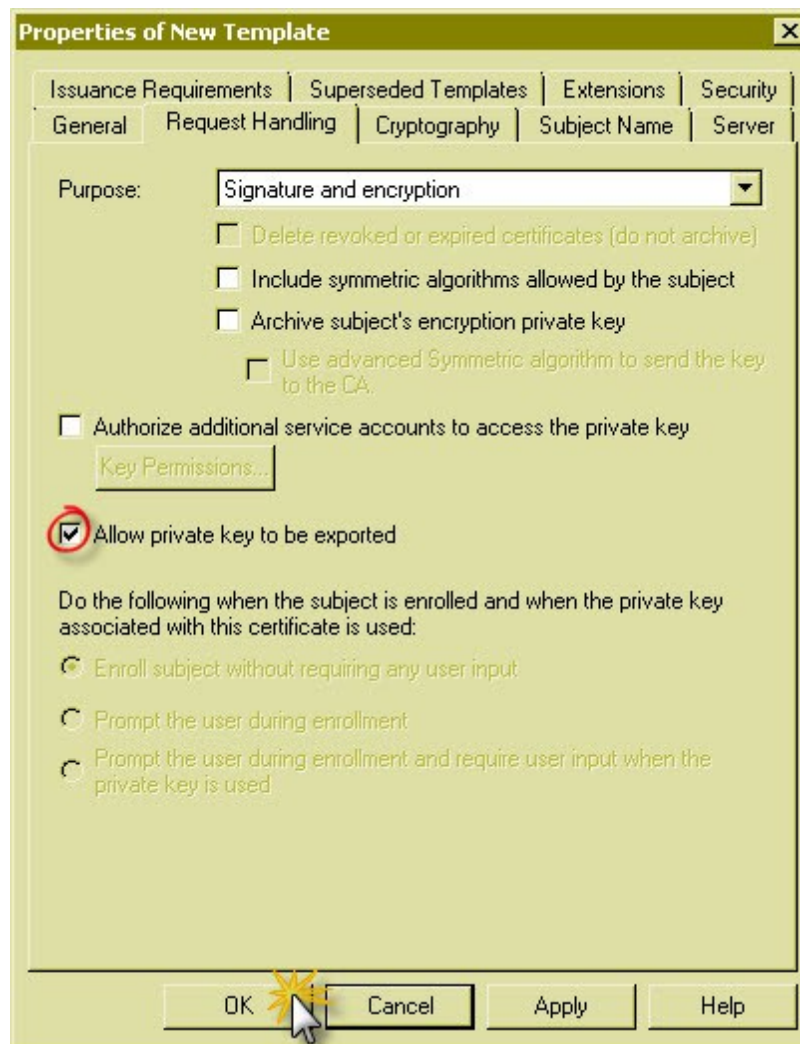 Properties of New Template
Issuance Requirements Superseded Templates Extensions Security
General Request Handling Cryptography Subject Name Server
Purpose: Signature and encryption
Delete revoked or expired certificates (do not archive)
Include symmetric algorithms allowed by the subject
Archive subject's encryption private key
Use advanced Symmetric algorithm to send the key
to the CA.
Authorize additional service accounts to access the private key
Key Permissions...
Allow private key to be exported
Do the following when the subject is enrolled and when the private key
associated with this certificate is used:
Enroll subject without requiring any user input
Prompt the user during enrollment
Prompt the user during enrollment and require user input when the
private key is used
OK Cancel Apply Help